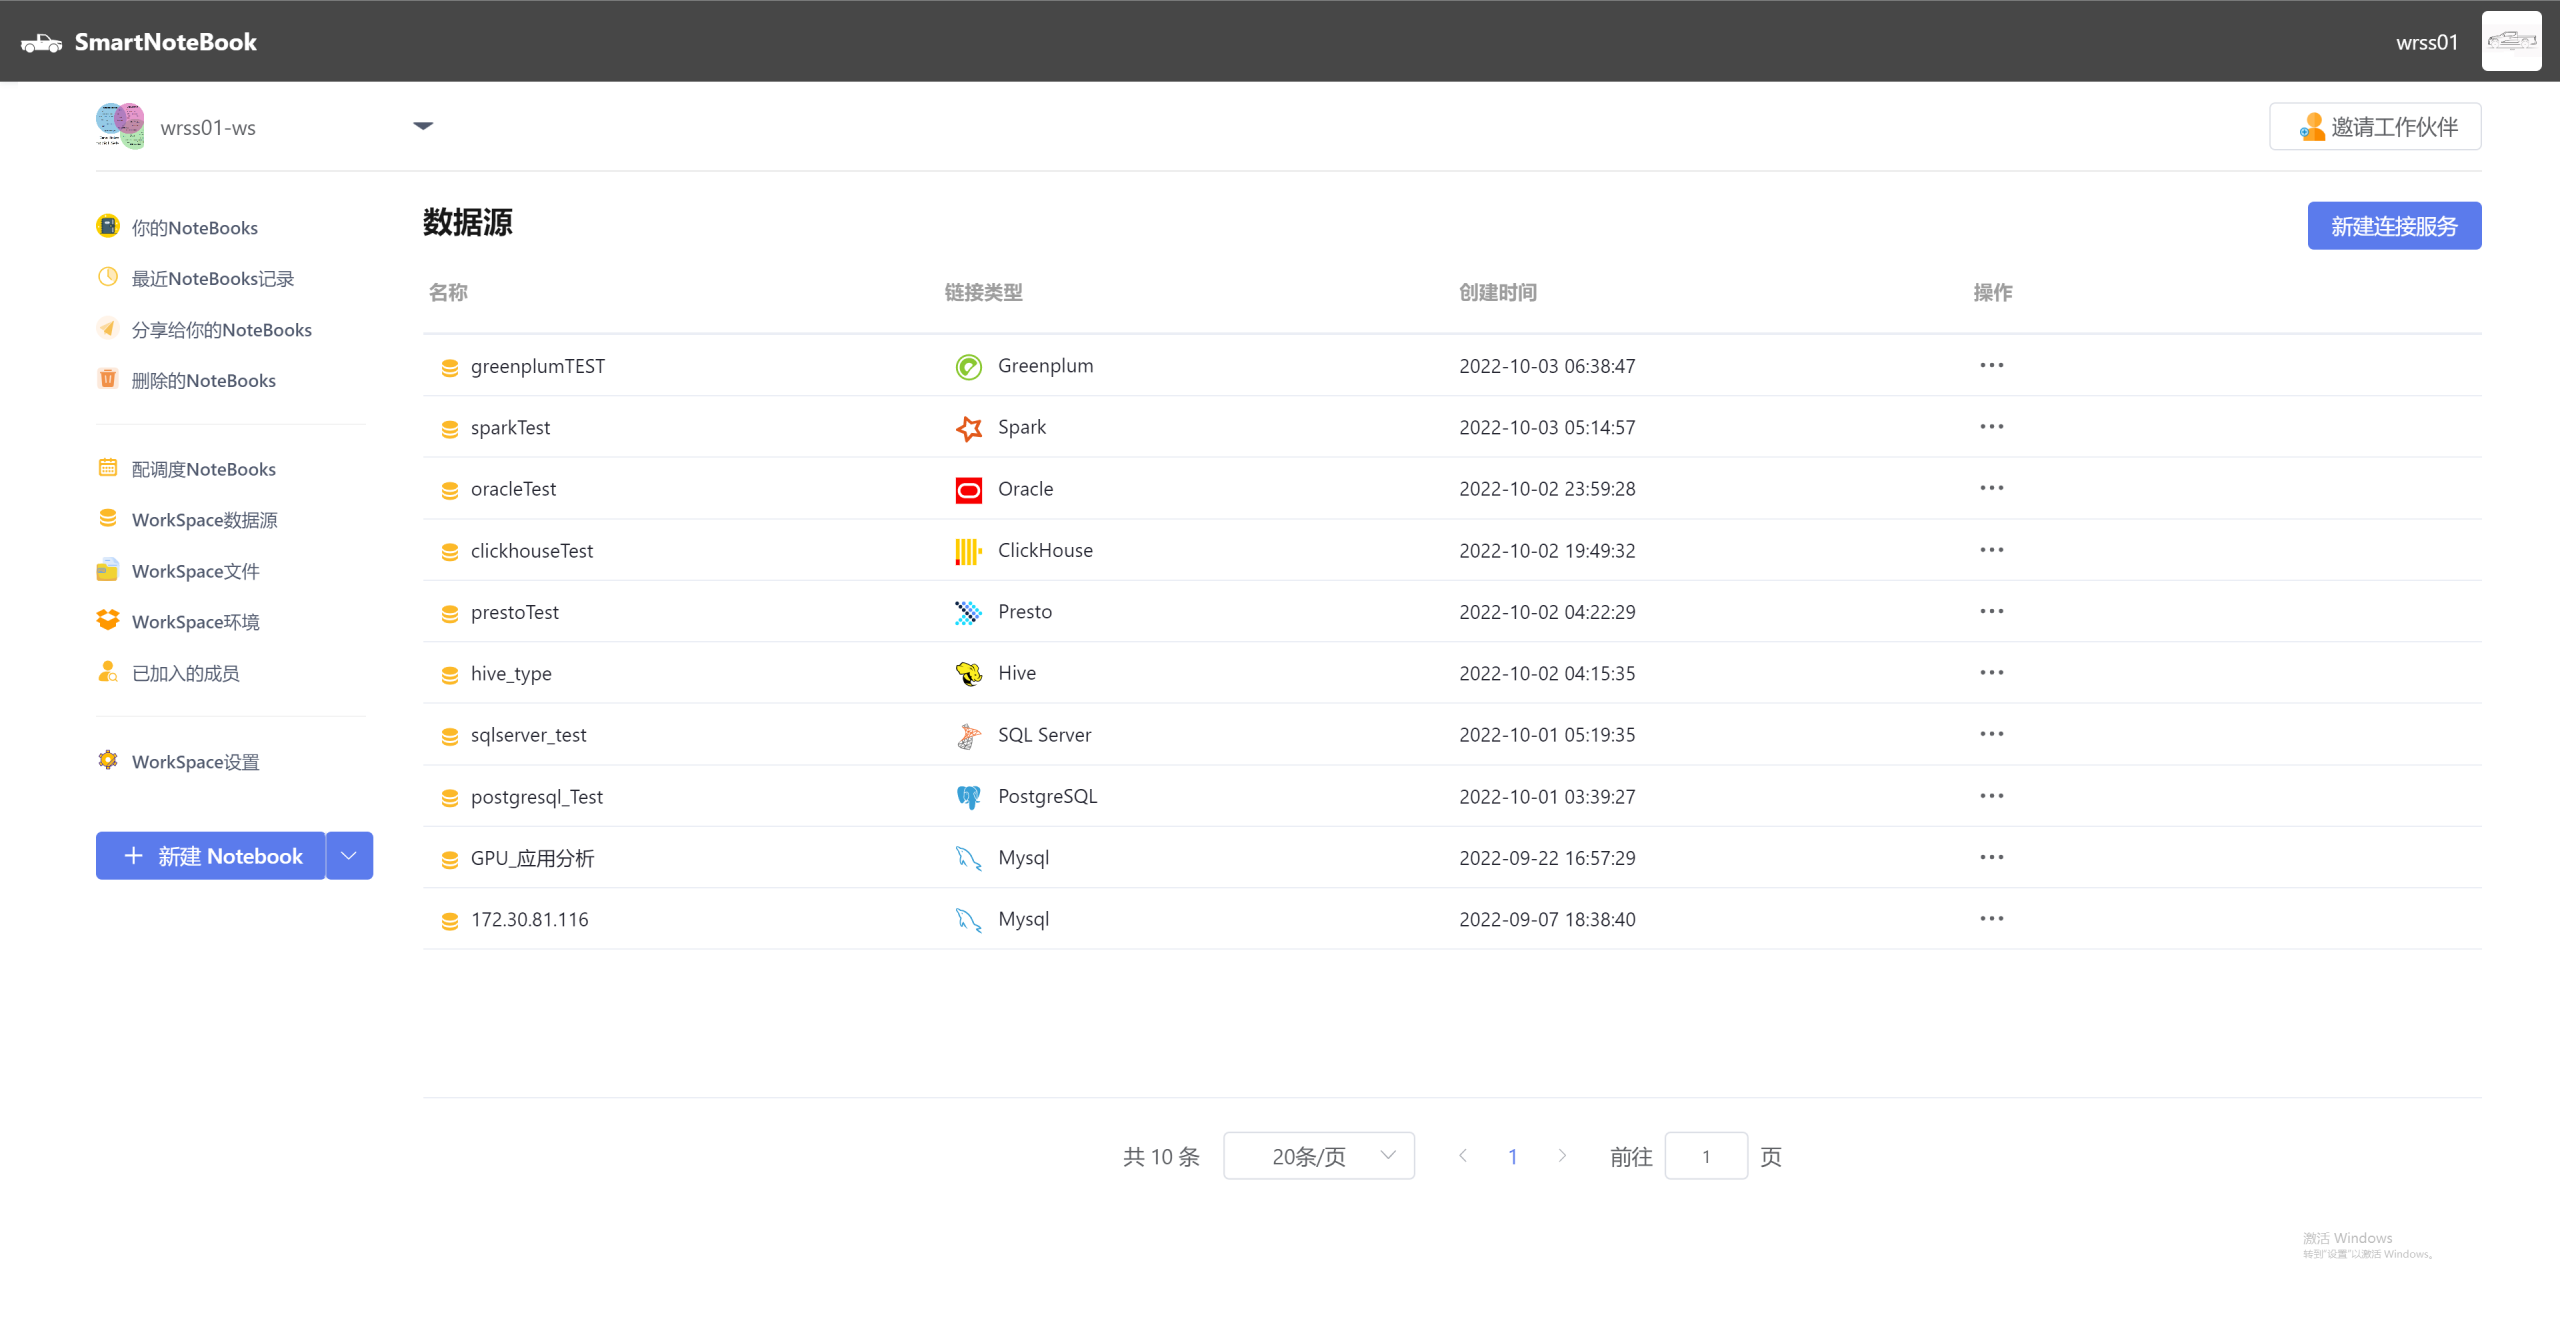 SmartNoteBook
wrss01
wrss01-ws
邀请工作伙伴
你的NoteBooks
最近NoteBooks记录
分享给你的NoteBooks
删除的NoteBooks
配调度NoteBooks
WorkSpace数据源
WorkSpace文件
WorkSpace环境
已加入的成员
WorkSpace设置
新建 Notebook
数据源
新建连接服务
名称 链接类型 创建时间 操作
greenplumTEST Greenplum 2022-10-03 06:38:47
sparkTest Spark 2022-10-03 05:14:57
oracleTest Oracle 2022-10-02 23:59:28
clickhouseTest ClickHouse 2022-10-02 19:49:32
prestoTest Presto 2022-10-02 04:22:29
hive_type Hive 2022-10-02 04:15:35
sqlserver_test SQL Server 2022-10-01 05:19:35
postgresql_Test PostgreSQL 2022-10-01 03:39:27
GPU_应用分析 Mysql 2022-09-22 16:57:29
172.30.81.116 Mysql 2022-09-07 18:38:40
共 10 条 20条/页 1 前往 1 页
激活 Windows
转到"设置"以激活 Windows。